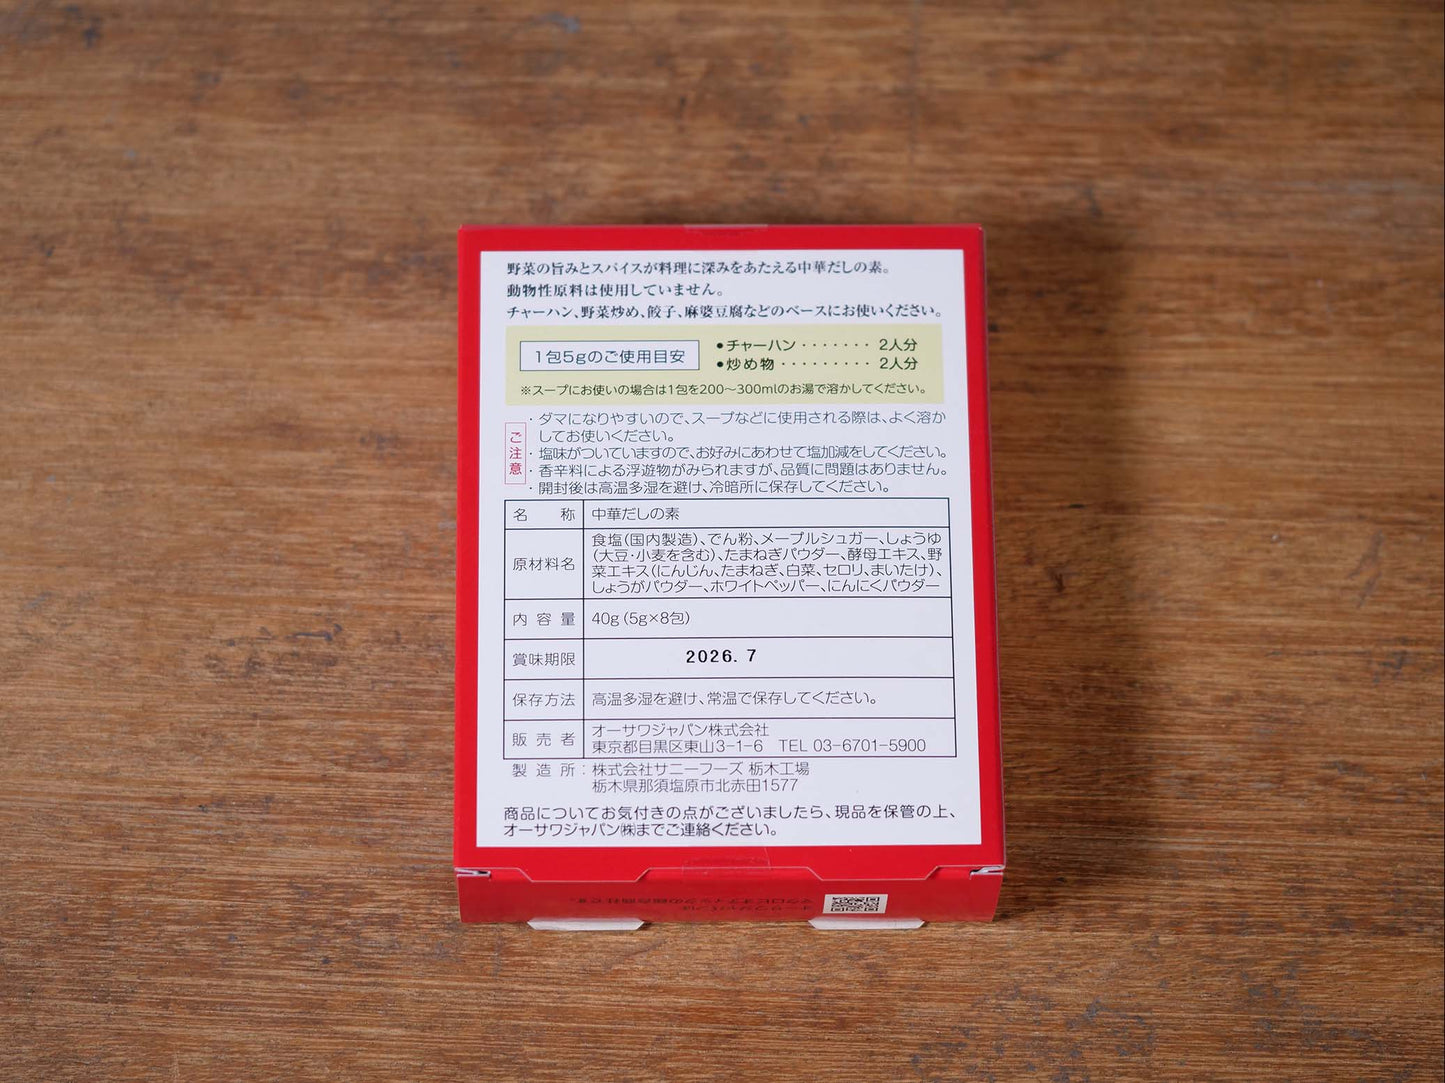 野菜の旨みとスパイスが料理に深みをあたえる中華だしの素。
動物性原料は使用していません。
チャーハン、野菜炒め、餃子、麻婆豆腐などのベースにお使いください。
1包5gのご使用目安
●チャーハン・・・・・・・2人分
●炒め物・・・・・・・・・2人分
※スープにお使いの場合は1包を200〜300mlのお湯で溶かしてください。
ご注意
・ダマになりやすいので、スープなどに使用される際は、よく溶か
してお使いください。
・塩味がついていますので、お好みにあわせて塩加減をしてください。
・香辛料による浮遊物がみられますが、品質に問題はありません。
・開封後は高温多湿を避け、冷暗所に保存してください。
名称 中華だしの素
原材料名 食塩(国内製造)、でん粉、メープルシュガー、しょうゆ
(大豆・小麦を含む)、たまねぎパウダー、酵母エキス、野
菜エキス(にんじん、たまねぎ、白菜、セロリ、まいたけ)、
しょうがパウダー、ホワイトペッパー、にんにくパウダー
内容量 40g(5g×8包)
賞味期限 2026.7
保存方法 高温多湿を避け、常温で保存してください。
販売者 オーサワジャパン株式会社
東京都目黒区東山3-1-6 TEL 03-6701-5900
製造所：株式会社サニーフーズ 栃木工場
栃木県那須塩原市北赤田1577
商品についてお気付きの点がございましたら、現品を保管の上、
オーサワジャパン㈱までご連絡ください。
オーサワジャパンは
マクロビオティックの総合商社です。